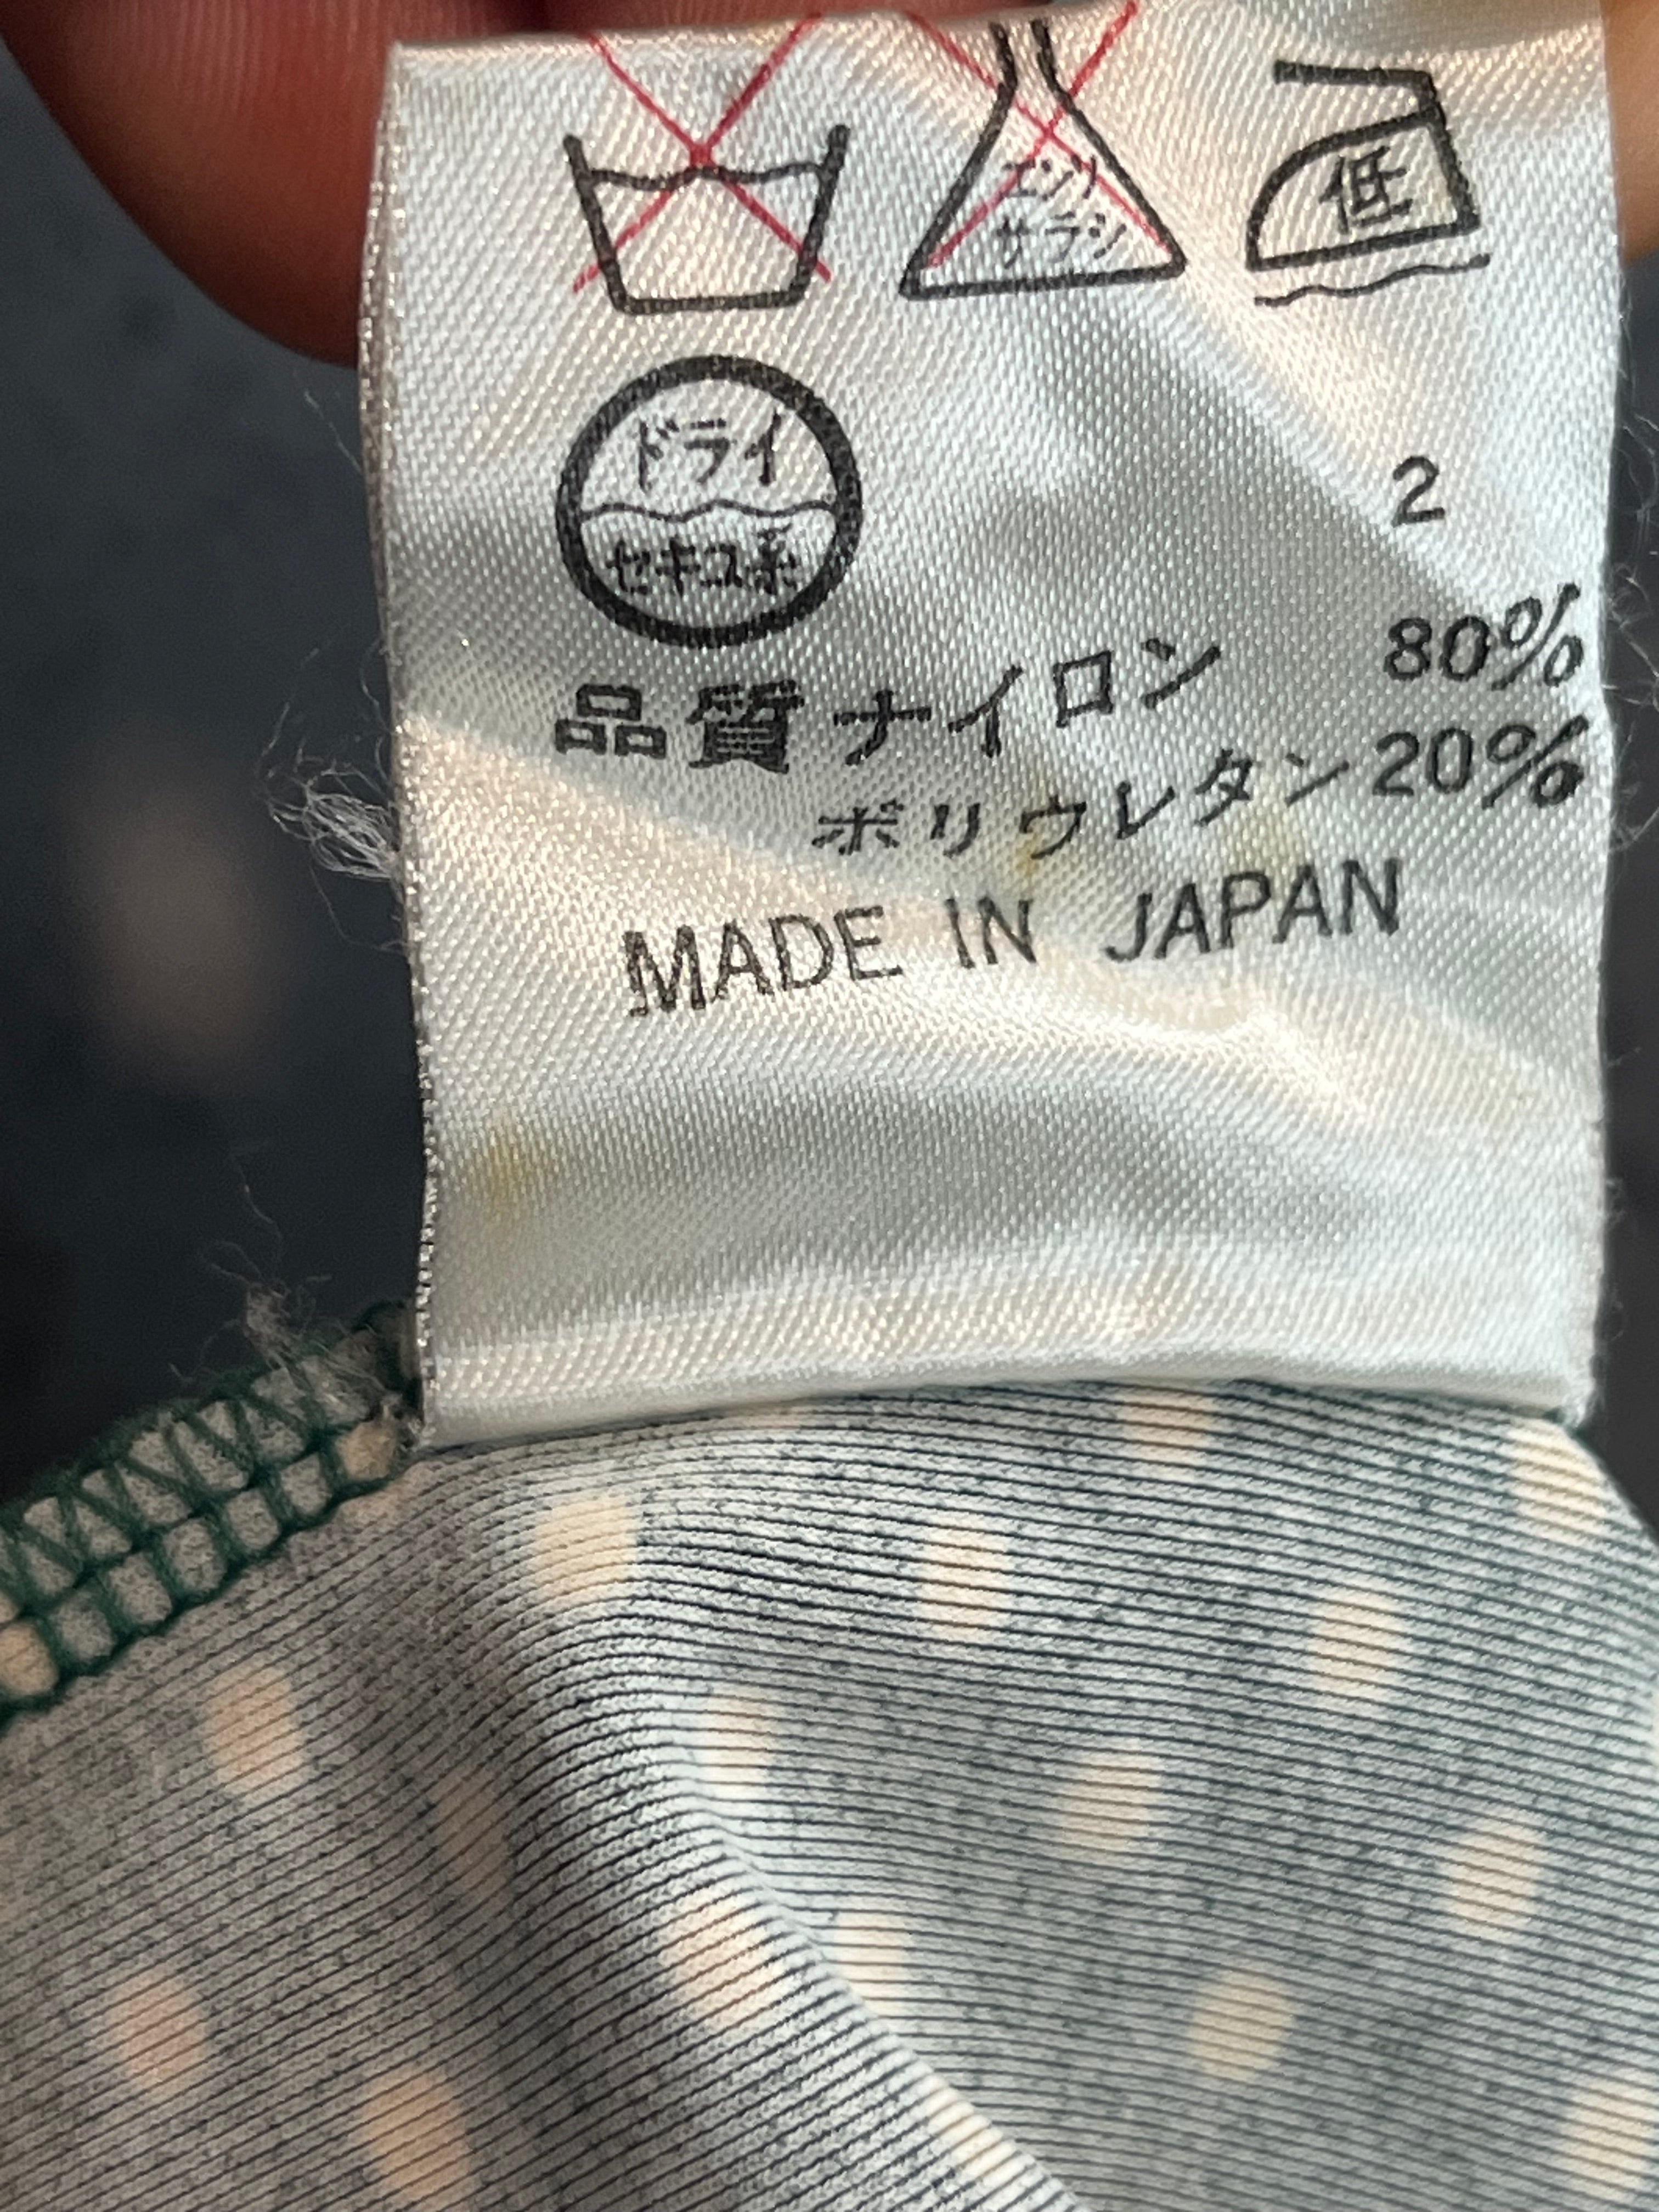 エンソ
サラシ
低
ドライ
セキユ系
2
品質 ナイロン 80%
ポリウレタン 20%
MADE IN JAPAN